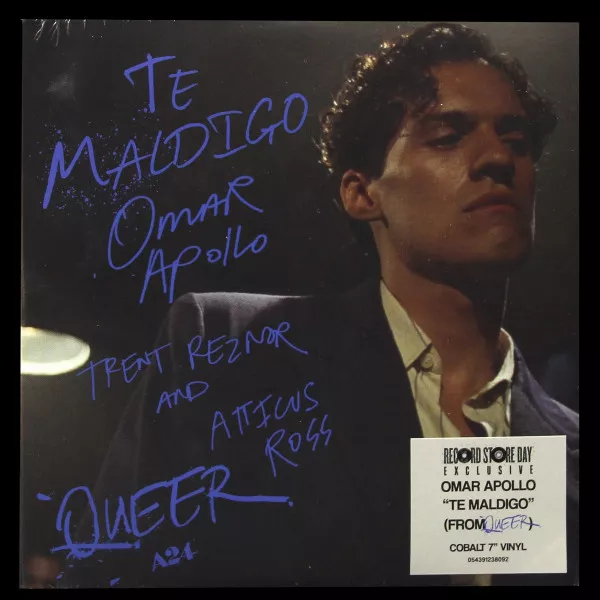 TE
MALDIGO
OMAR
APOLLO
TRENT REZNOR
AND
ATTICUS
ROSS
QUEER
A24
RECORD STORE DAY
EXCLUSIVE
OMAR APOLLO
“TE MALDIGO”
(FROM QUEER)
COBALT 7” VINYL
054391238092